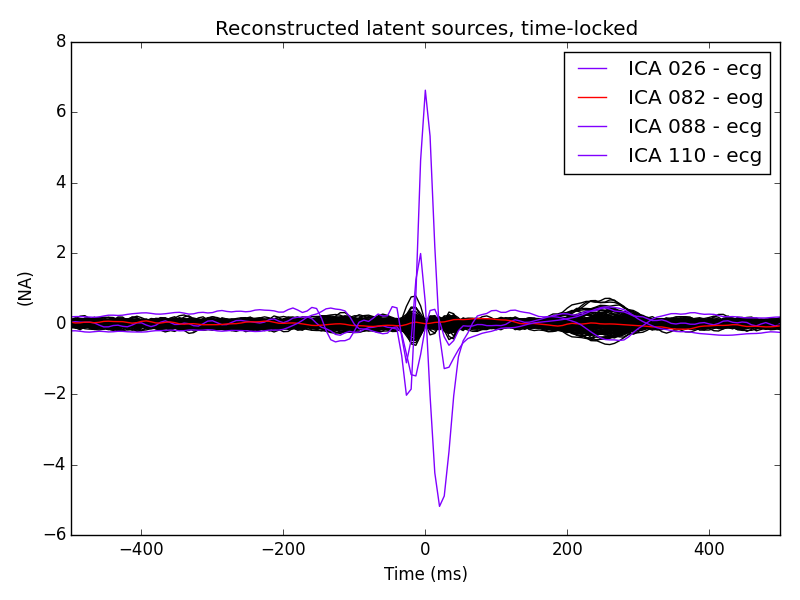 Reconstructed latent sources, time-locked
8
6
4
2
0
−2
−4
−6
(NA)
ICA 026 - ecg
ICA 082 - eog
ICA 088 - ecg
ICA 110 - ecg
−400
−200
0
200
400
Time (ms)